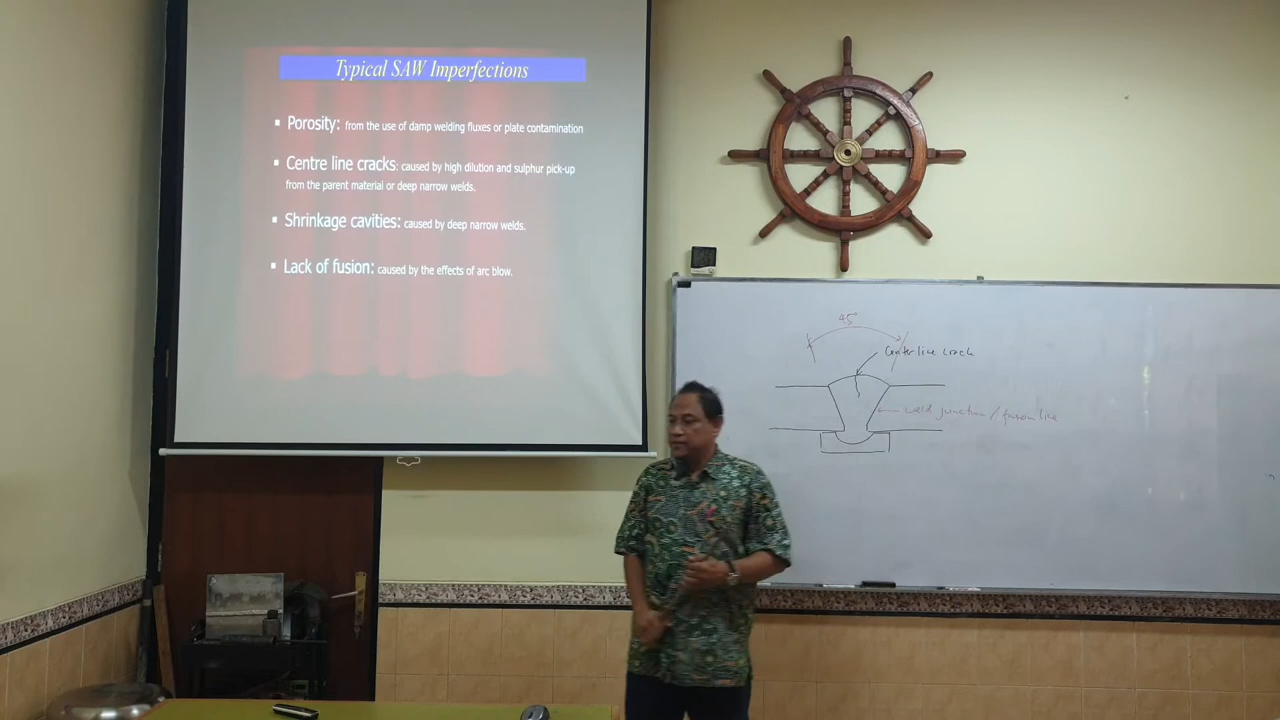 Typical SAW Imperfections
▪ Porosity: from the use of damp welding fluxes or plate contamination
▪ Centre line cracks: caused by high dilution and sulphur pick-up
from the parent material or deep narrow welds.
▪ Shrinkage cavities: caused by deep narrow welds.
▪ Lack of fusion: caused by the effects of arc blow.
45°
Center line crack
weld junction / fusion line